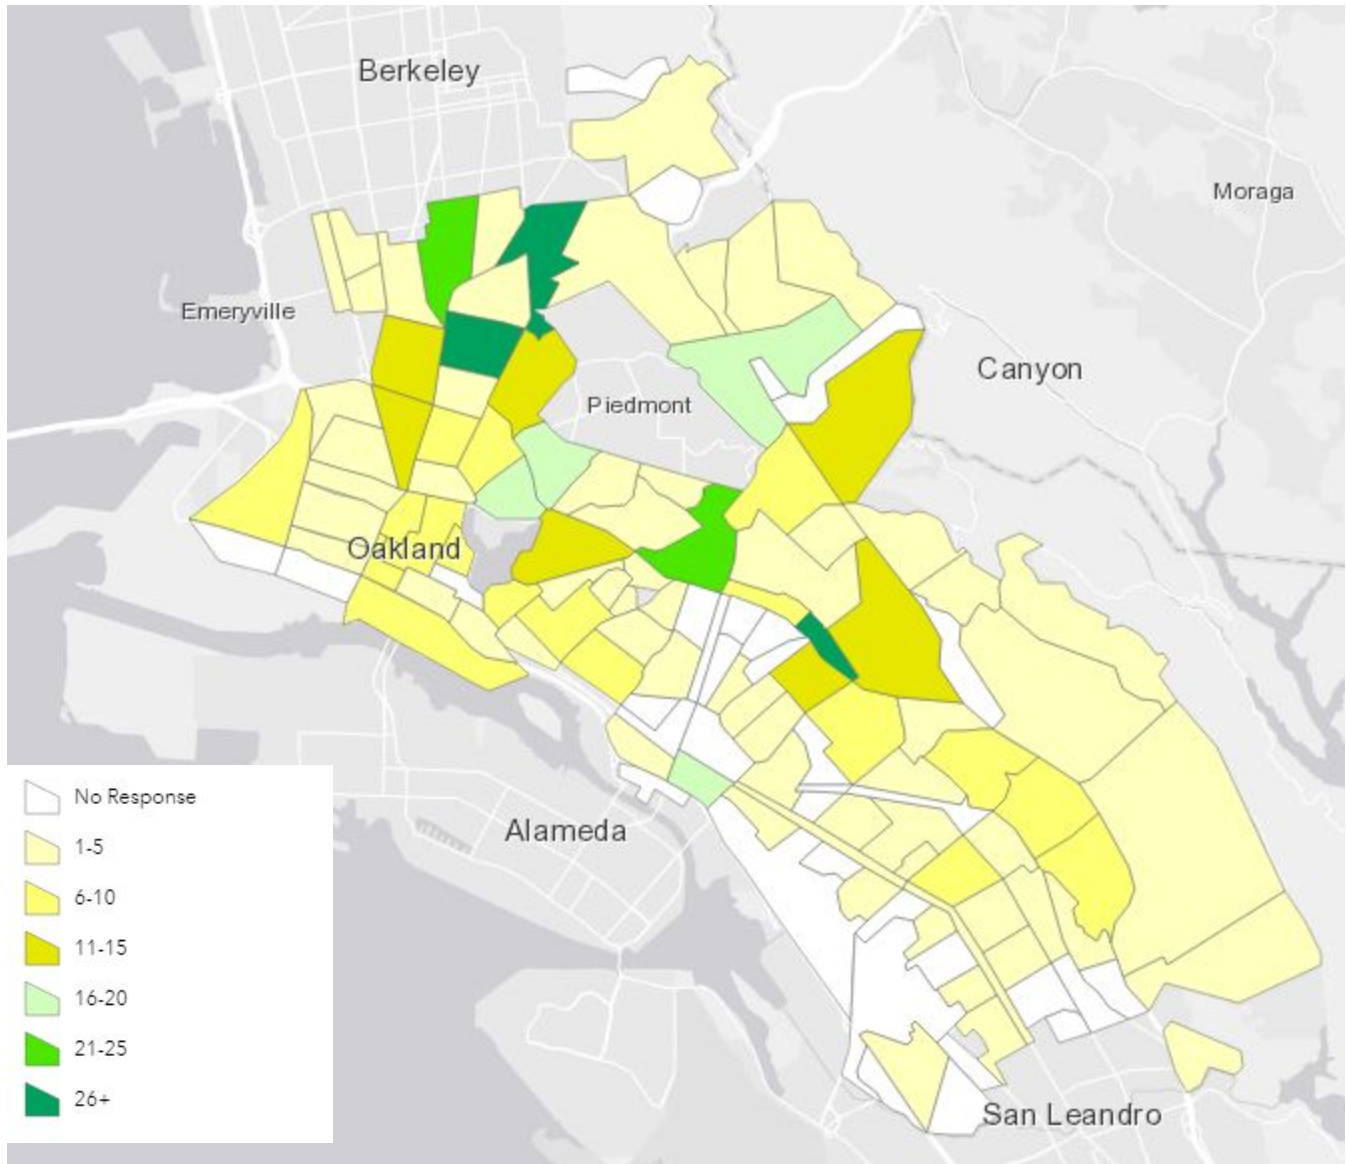 Berkeley
Moraga
Emeryville
Canyon
Piedmont
Oakland
No Response
1-5
Alameda
6-10
11-15
16-20
21-25
26+
San Leandro